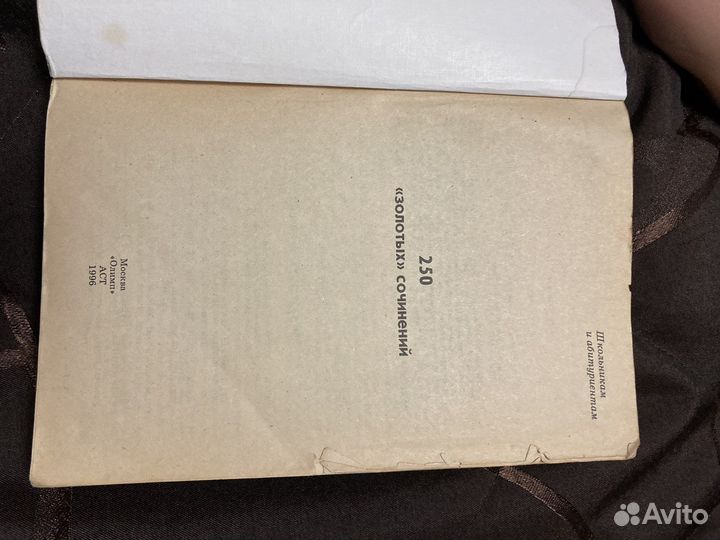 Школьникам
и абитуриентам
250
«золотых» сочинений
Москва
«Олимп»
АСТ
1996
Avito